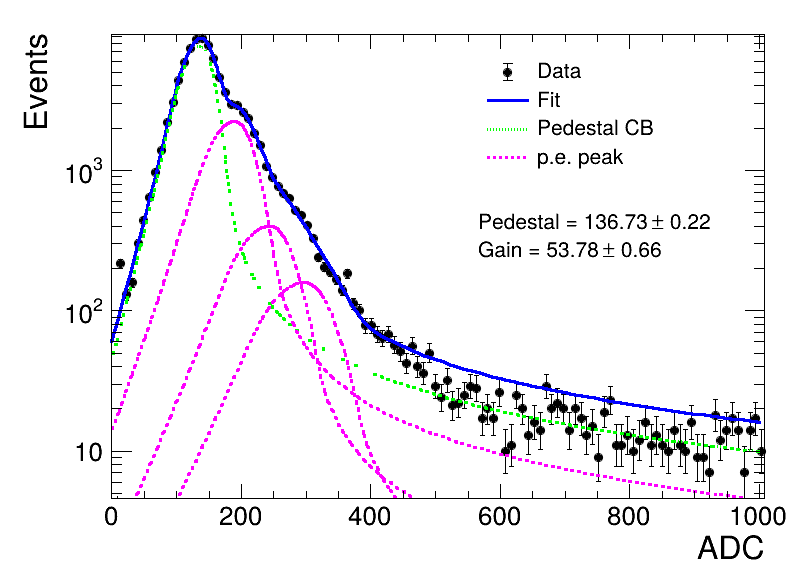 Events
Data
Fit
Pedestal CB
p.e. peak
Pedestal = 136.73 ± 0.22
Gain = 53.78 ± 0.66
10³
10²
10
0 200 400 600 800 1000
ADC